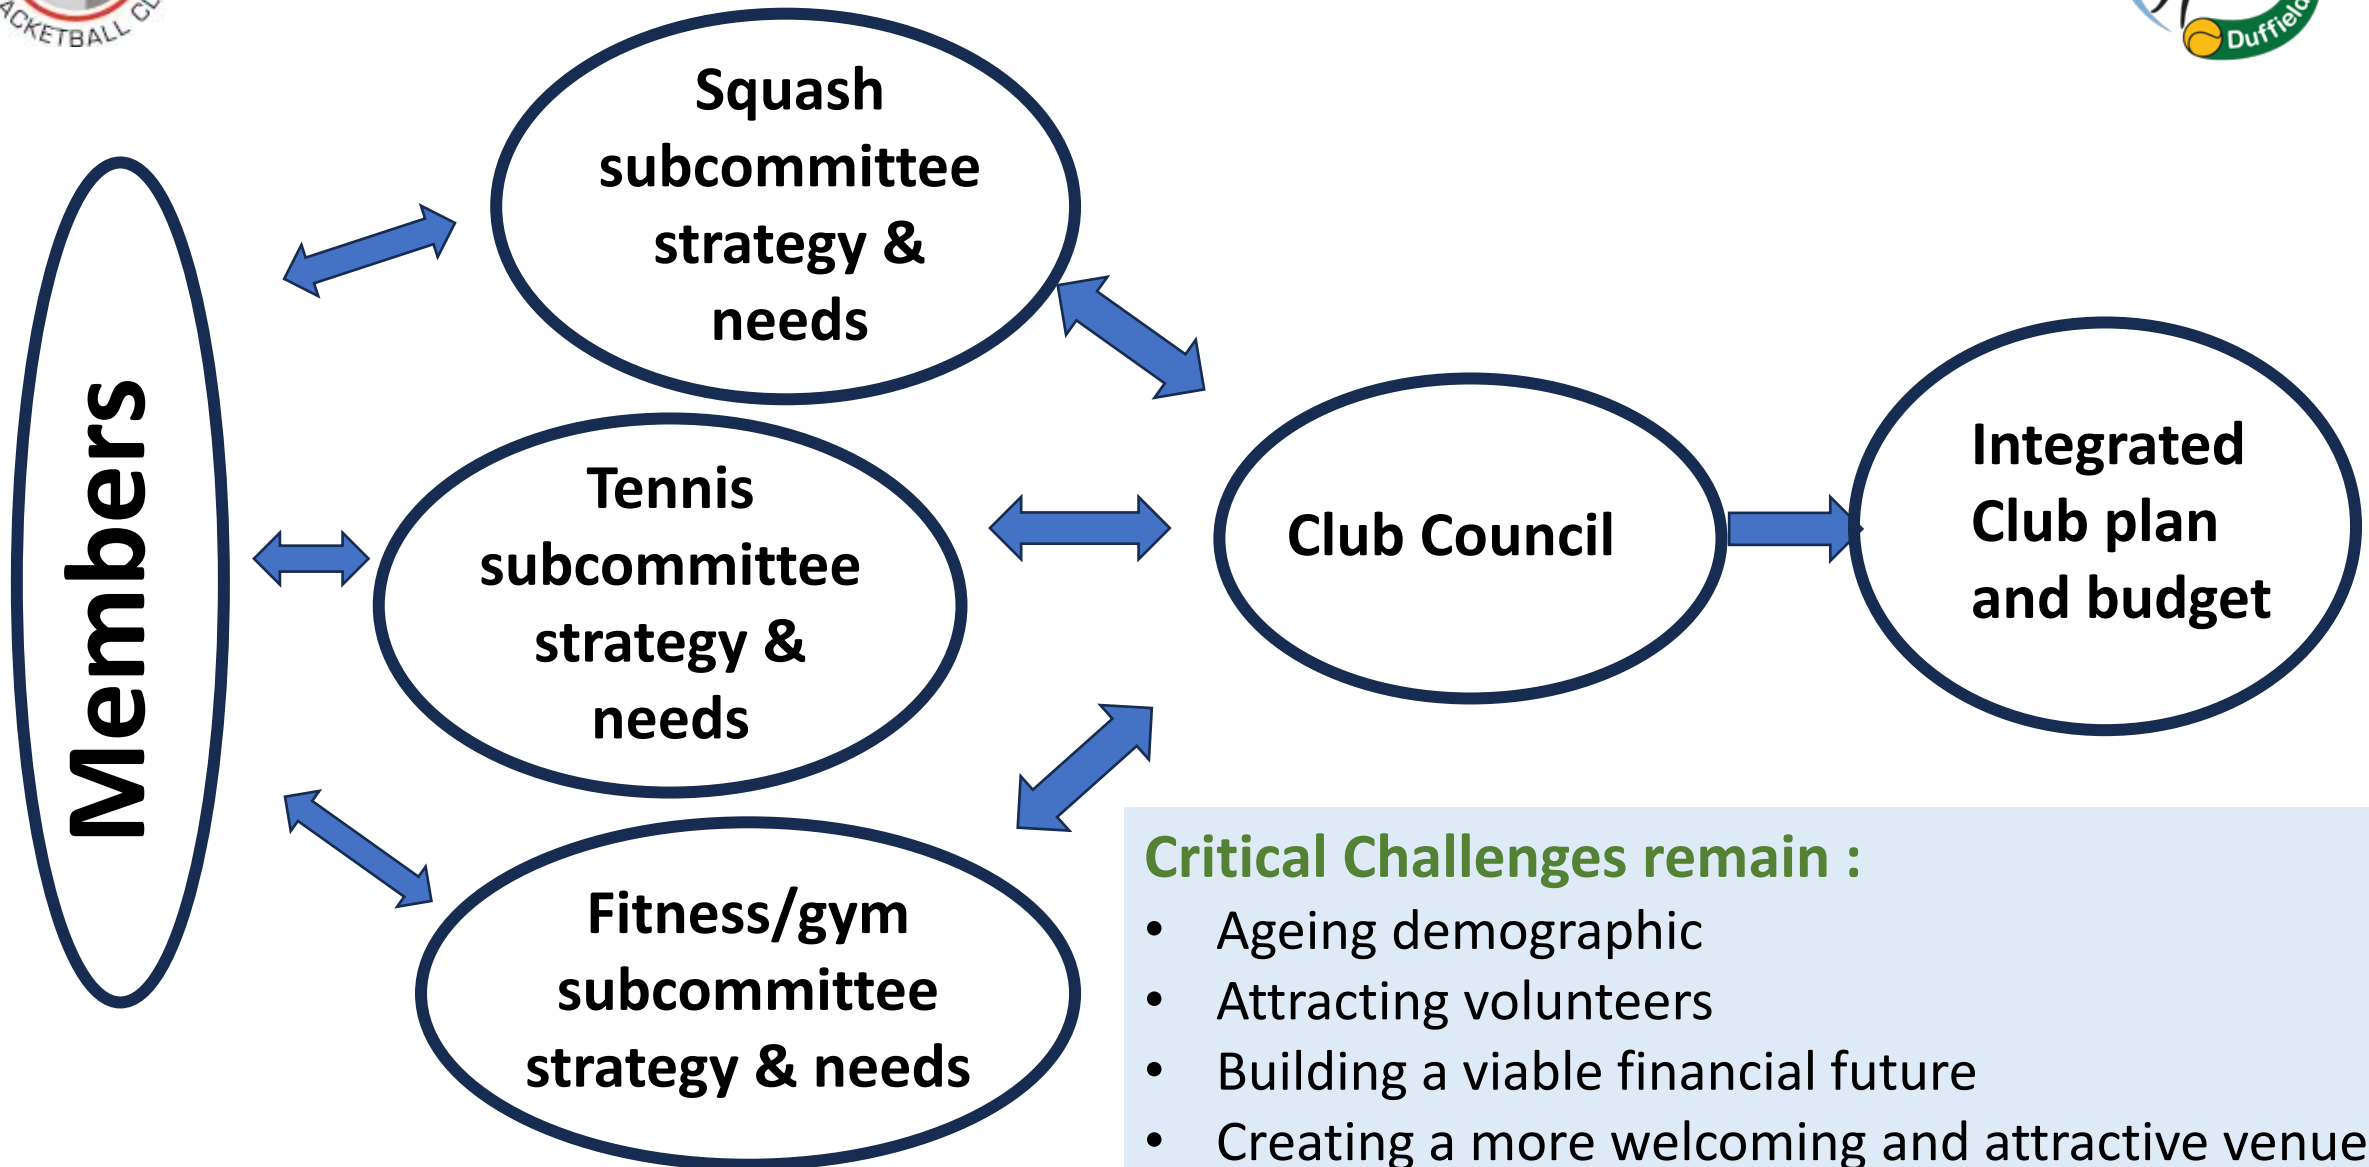 ACKETBALL
Duffield
Squash
subcommittee
strategy &
needs
Members
Tennis
subcommittee
strategy &
needs
Fitness/gym
subcommittee
strategy & needs
Club Council
Integrated
Club plan
and budget
Critical Challenges remain :
• Ageing demographic
• Attracting volunteers
• Building a viable financial future
• Creating a more welcoming and attractive venue